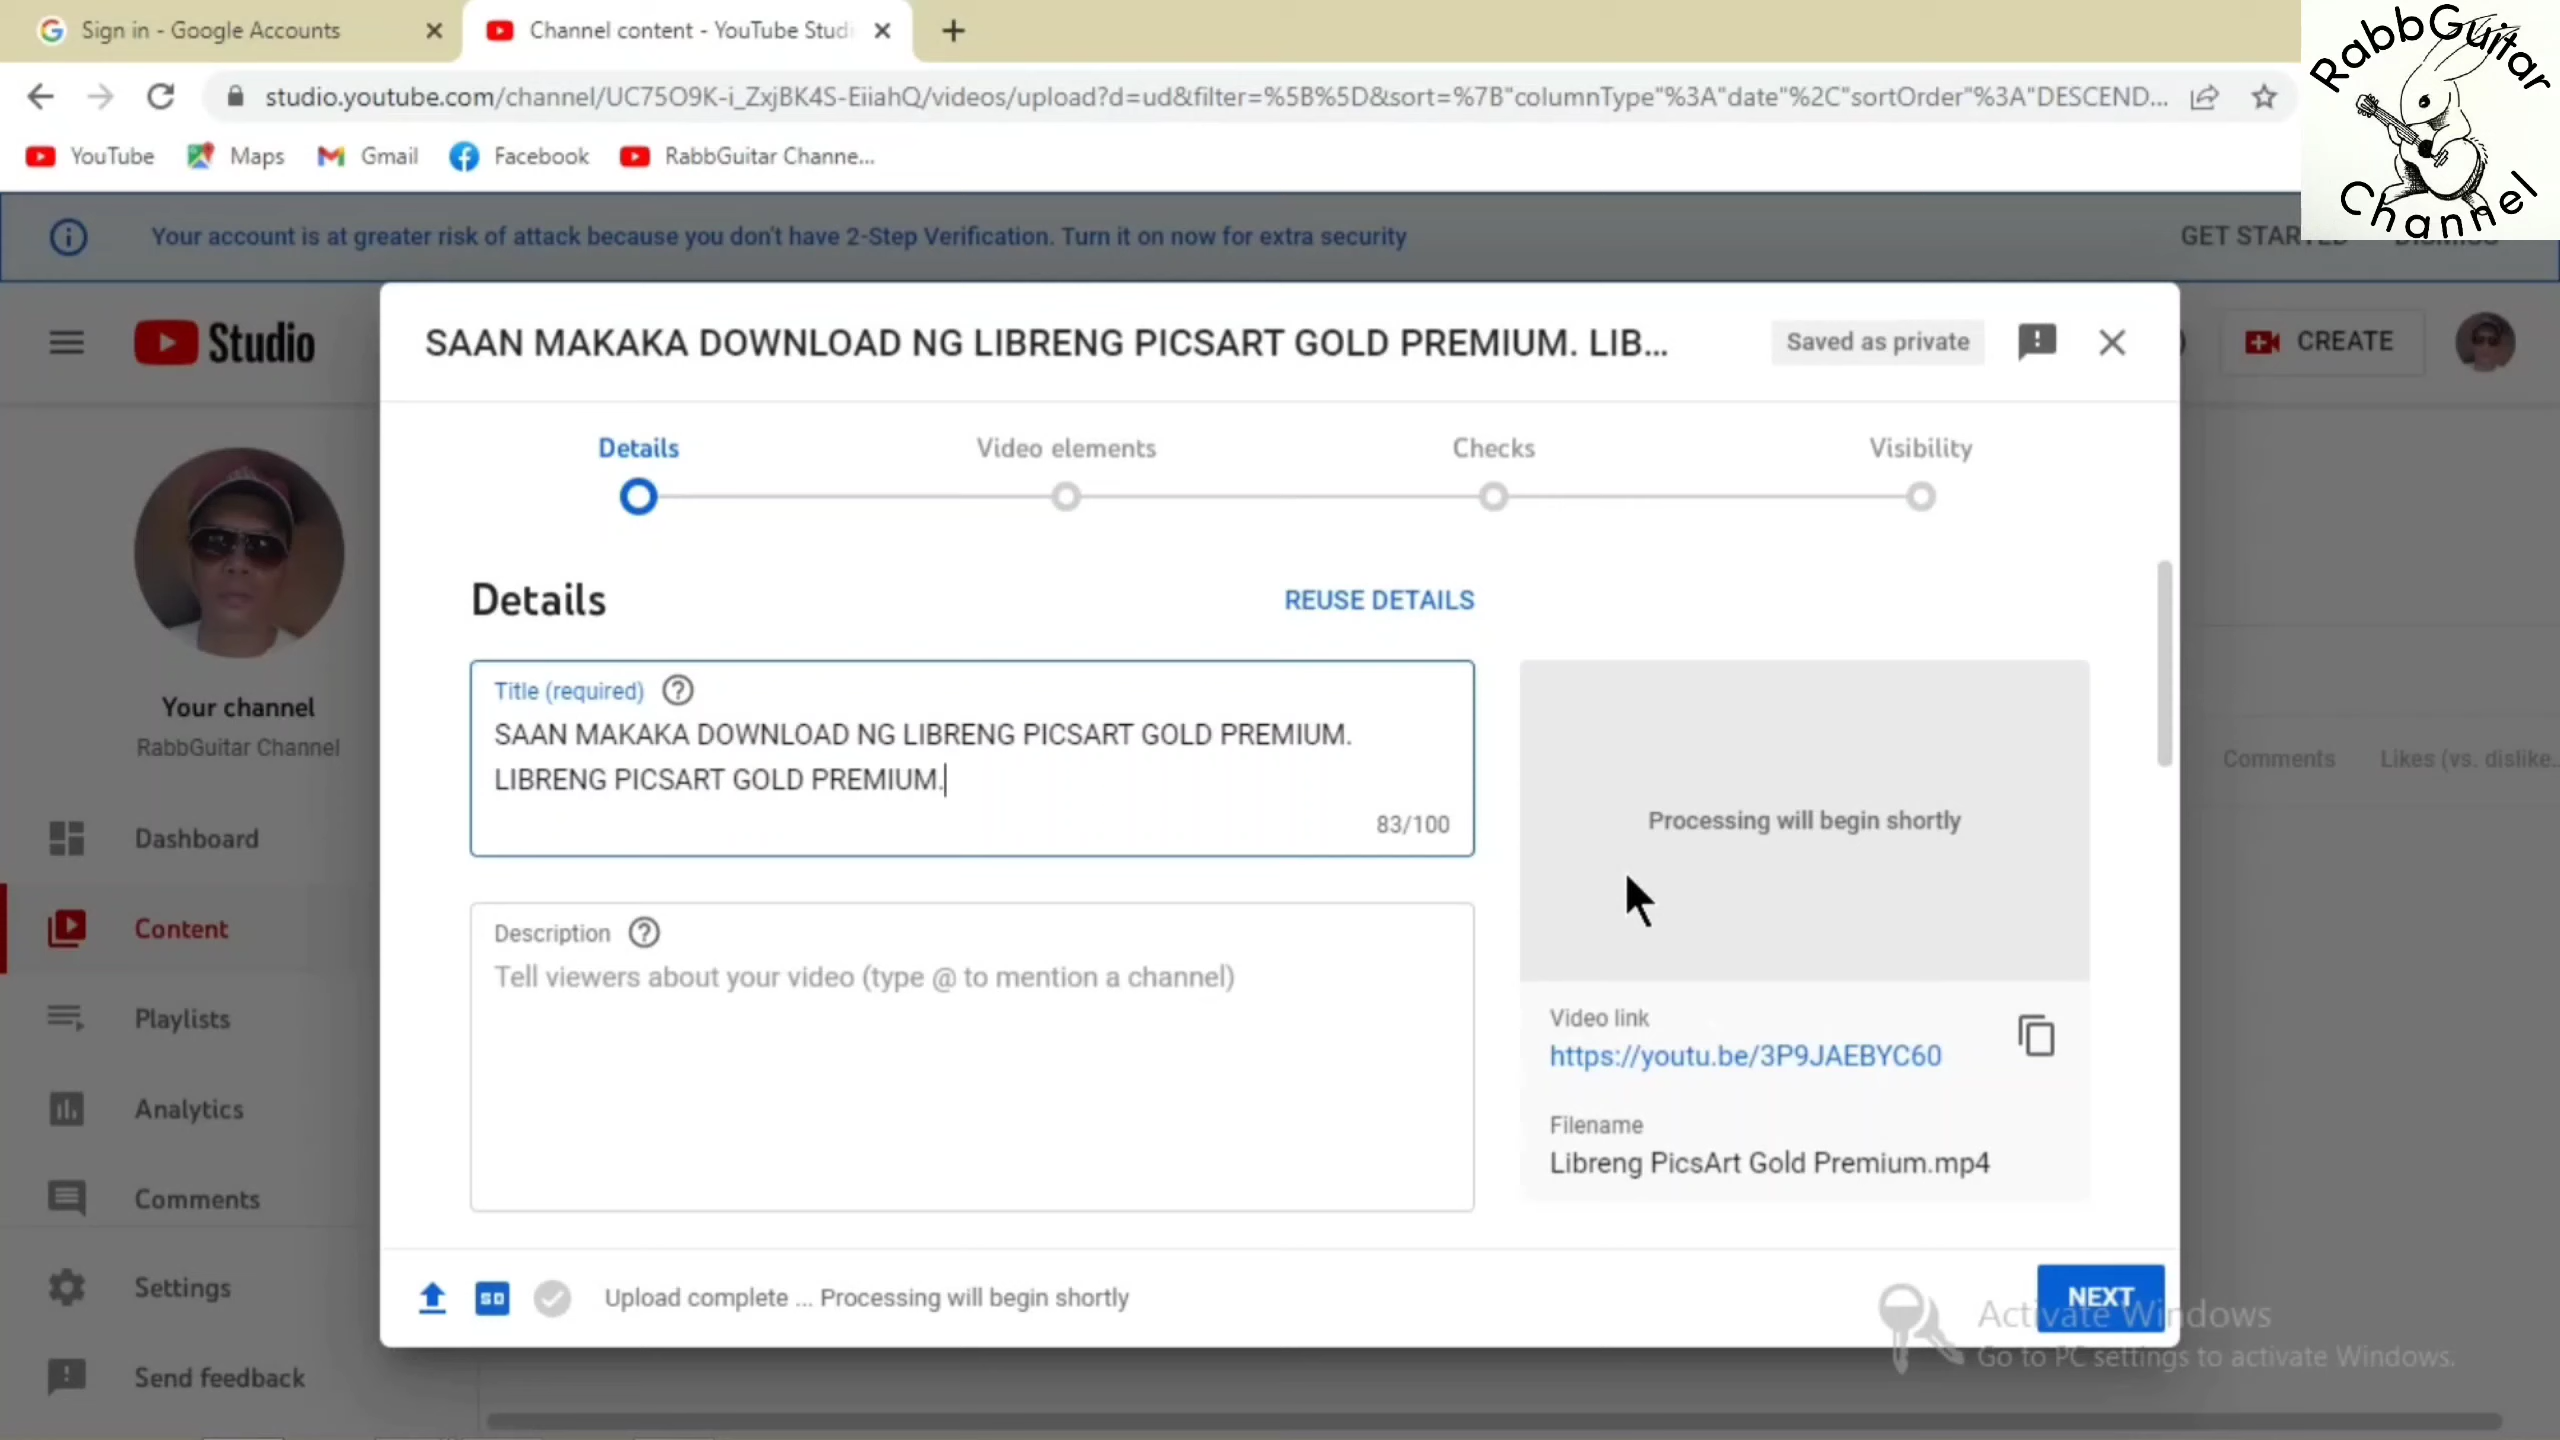 Sign in - Google Accounts
Channel content - YouTube Studi
studio.youtube.com/channel/UC75O9K-i_ZxjBK4S-EiiahQ/videos/upload?d=ud&filter=%5B%5D&sort=%7B"columnType"%3A"date"%2C"sortOrder"%3A"DESCEND...
YouTube
Maps
Gmail
Facebook
RabbGuitar Channe...
RabbGuitar
Channel
Your account is at greater risk of attack because you don't have 2-Step Verification. Turn it on now for extra security
GET STARTED
DISMISS
Studio
SAAN MAKAKA DOWNLOAD NG LIBRENG PICSART GOLD PREMIUM. LIB...
Saved as private
CREATE
Details
Video elements
Checks
Visibility
Details
REUSE DETAILS
Title (required)
SAAN MAKAKA DOWNLOAD NG LIBRENG PICSART GOLD PREMIUM.
LIBRENG PICSART GOLD PREMIUM.
83/100
Processing will begin shortly
Description
Tell viewers about your video (type @ to mention a channel)
Video link
https://youtu.be/3P9JAEBYC60
Filename
Libreng PicsArt Gold Premium.mp4
Your channel
RabbGuitar Channel
Dashboard
Content
Playlists
Analytics
Comments
Settings
Send feedback
Comments
Likes (vs. dislike...
SD
Upload complete ... Processing will begin shortly
NEXT
Activate Windows
Go to PC settings to activate Windows.